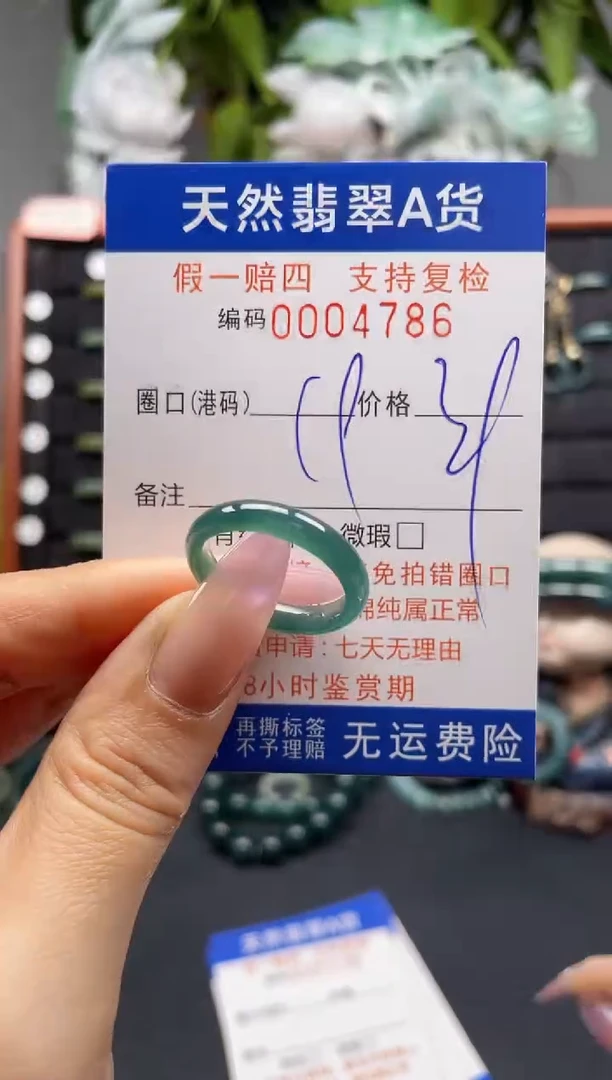 天然翡翠A货
假一赔四 支持复检
编码0004786
圈口(港码) 价格
备注
微瑕□
免拍错圈口
棉纯属正常
申请:七天无理由
8小时鉴赏期
再撕标签
不予理赔
无运费险